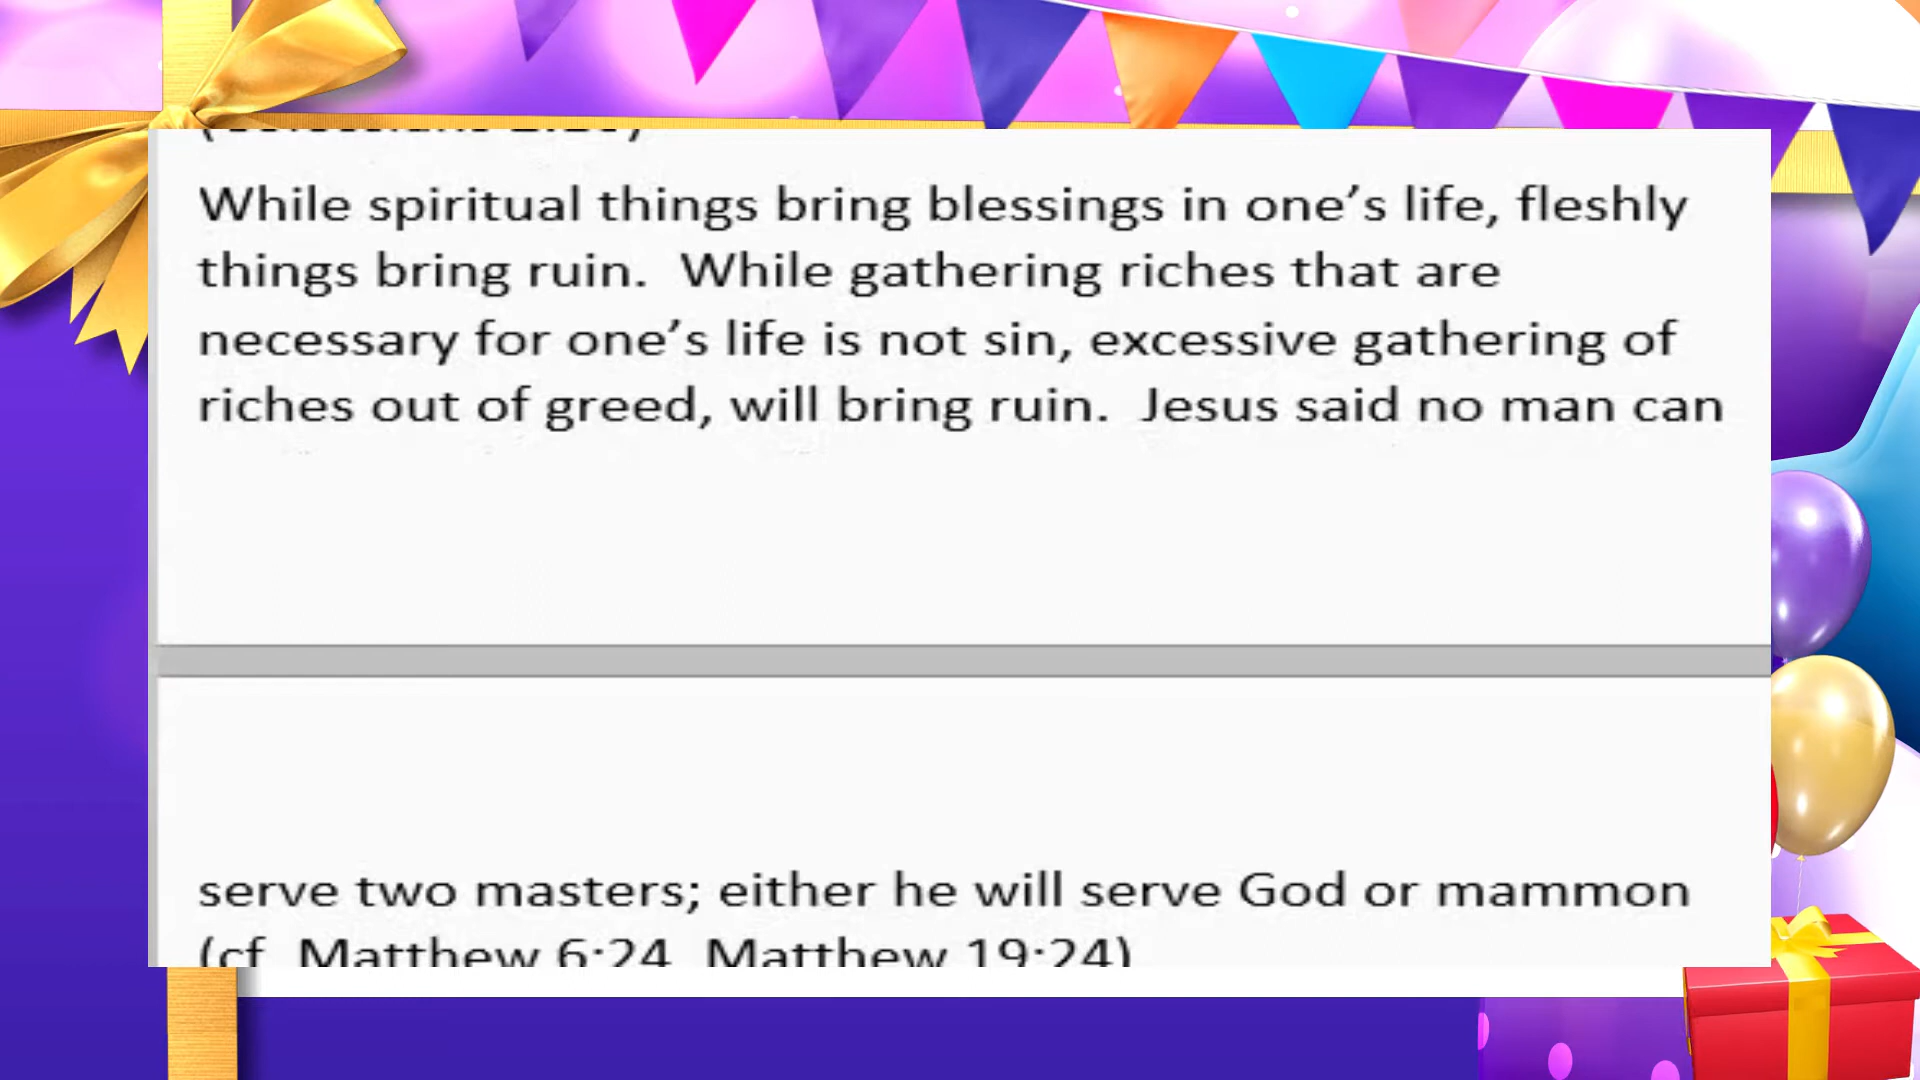 While spiritual things bring blessings in one’s life, fleshly
things bring ruin.  While gathering riches that are
necessary for one’s life is not sin, excessive gathering of
riches out of greed, will bring ruin.  Jesus said no man can
serve two masters; either he will serve God or mammon
(cf  Matthew 6:24  Matthew 19:24)